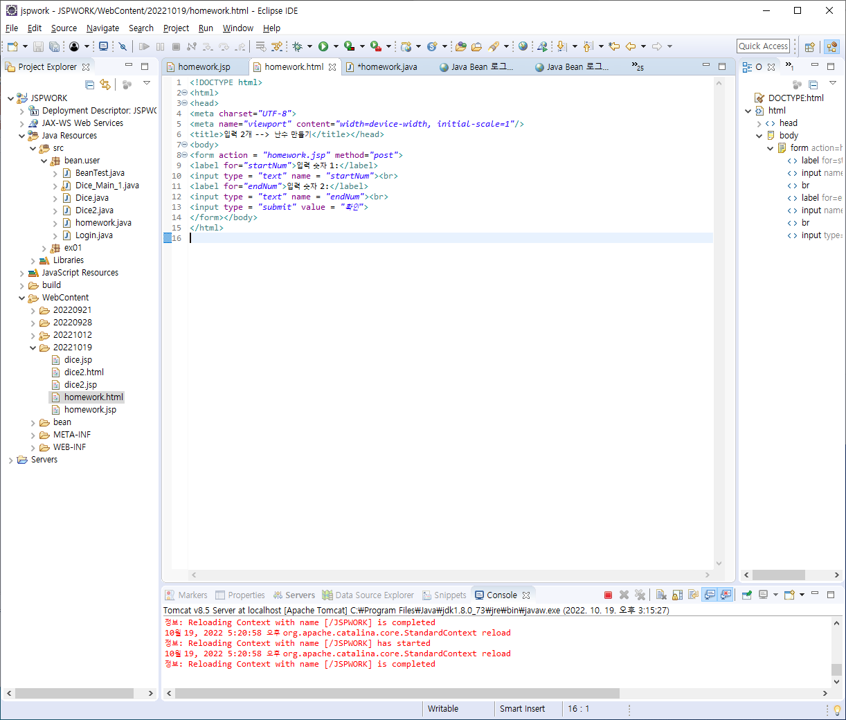 jspwork - JSPWORK/WebContent/20221019/homework.html - Eclipse IDE
File Edit Source Navigate Search Project Run Window Help
Quick Access
Project Explorer
JSPWORK
Deployment Descriptor: JSPWC
JAX-WS Web Services
Java Resources
src
bean.user
BeanTest.java
Dice_Main_1.java
Dice.java
Dice2.java
homework.java
Login.java
ex01
Libraries
JavaScript Resources
build
WebContent
20220921
20220928
20221012
20221019
dice.jsp
dice2.html
dice2.jsp
homework.html
homework.jsp
bean
META-INF
WEB-INF
Servers
homework.jsp homework.html *homework.java Java Bean 로그... Java Bean 로그... »25
1 <!DOCTYPE html>
2 <html>
3 <head>
4 <meta charset="UTF-8">
5 <meta name="viewport" content="width=device-width, initial-scale=1"/>
6 <title>입력 2개 --> 난수 만들기</title></head>
7 <body>
8 <form action = "homework.jsp" method="post">
9 <label for="startNum">입력 숫자 1:</label>
10 <input type = "text" name = "startNum"><br>
11 <label for="endNum">입력 숫자 2:</label>
12 <input type = "text" name = "endNum"><br>
13 <input type = "submit" value = "확인">
14 </form></body>
15 </html>
16
O »1
DOCTYPE:html
html
head
body
form action=h
label for=st
input name
br
label for=e
input name
br
input type=
Markers Properties Servers Data Source Explorer Snippets Console
Tomcat v8.5 Server at localhost [Apache Tomcat] C:₩Program Files₩Java₩jdk1.8.0_73₩jre₩bin₩javaw.exe (2022. 10. 19. 오후 3:15:27)
정보: Reloading Context with name [/JSPWORK] is completed
10월 19, 2022 5:20:58 오후 org.apache.catalina.core.StandardContext reload
정보: Reloading Context with name [/JSPWORK] has started
10월 19, 2022 5:20:58 오후 org.apache.catalina.core.StandardContext reload
정보: Reloading Context with name [/JSPWORK] is completed
Writable Smart Insert 16 : 1